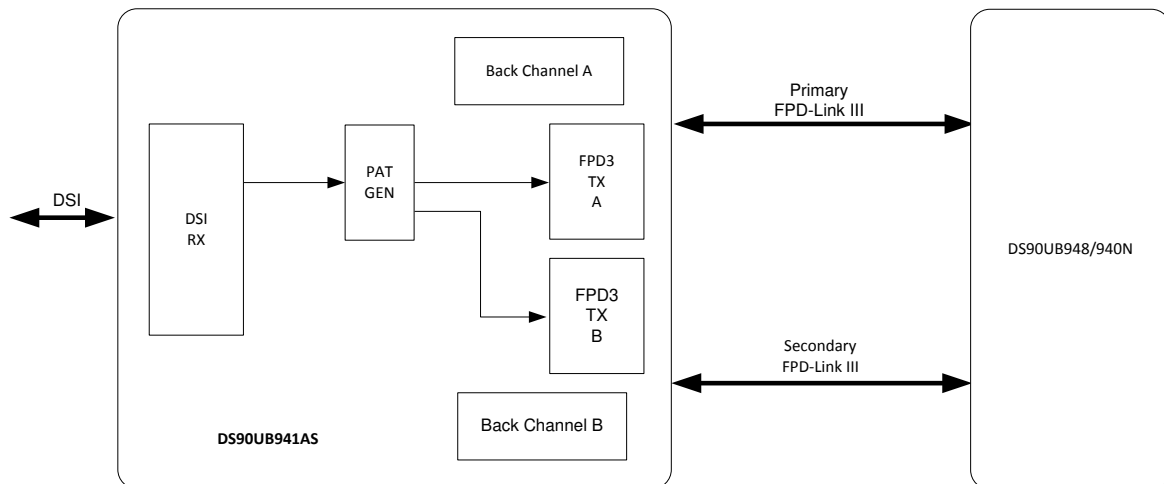 Back Channel A
Primary
FPD-Link III
PAT
GEN
FPD3
TX
A
DSI
DSI
RX
DS90UB948/940N
FPD3
TX
B
Secondary
FPD-Link III
Back Channel B
DS90UB941AS